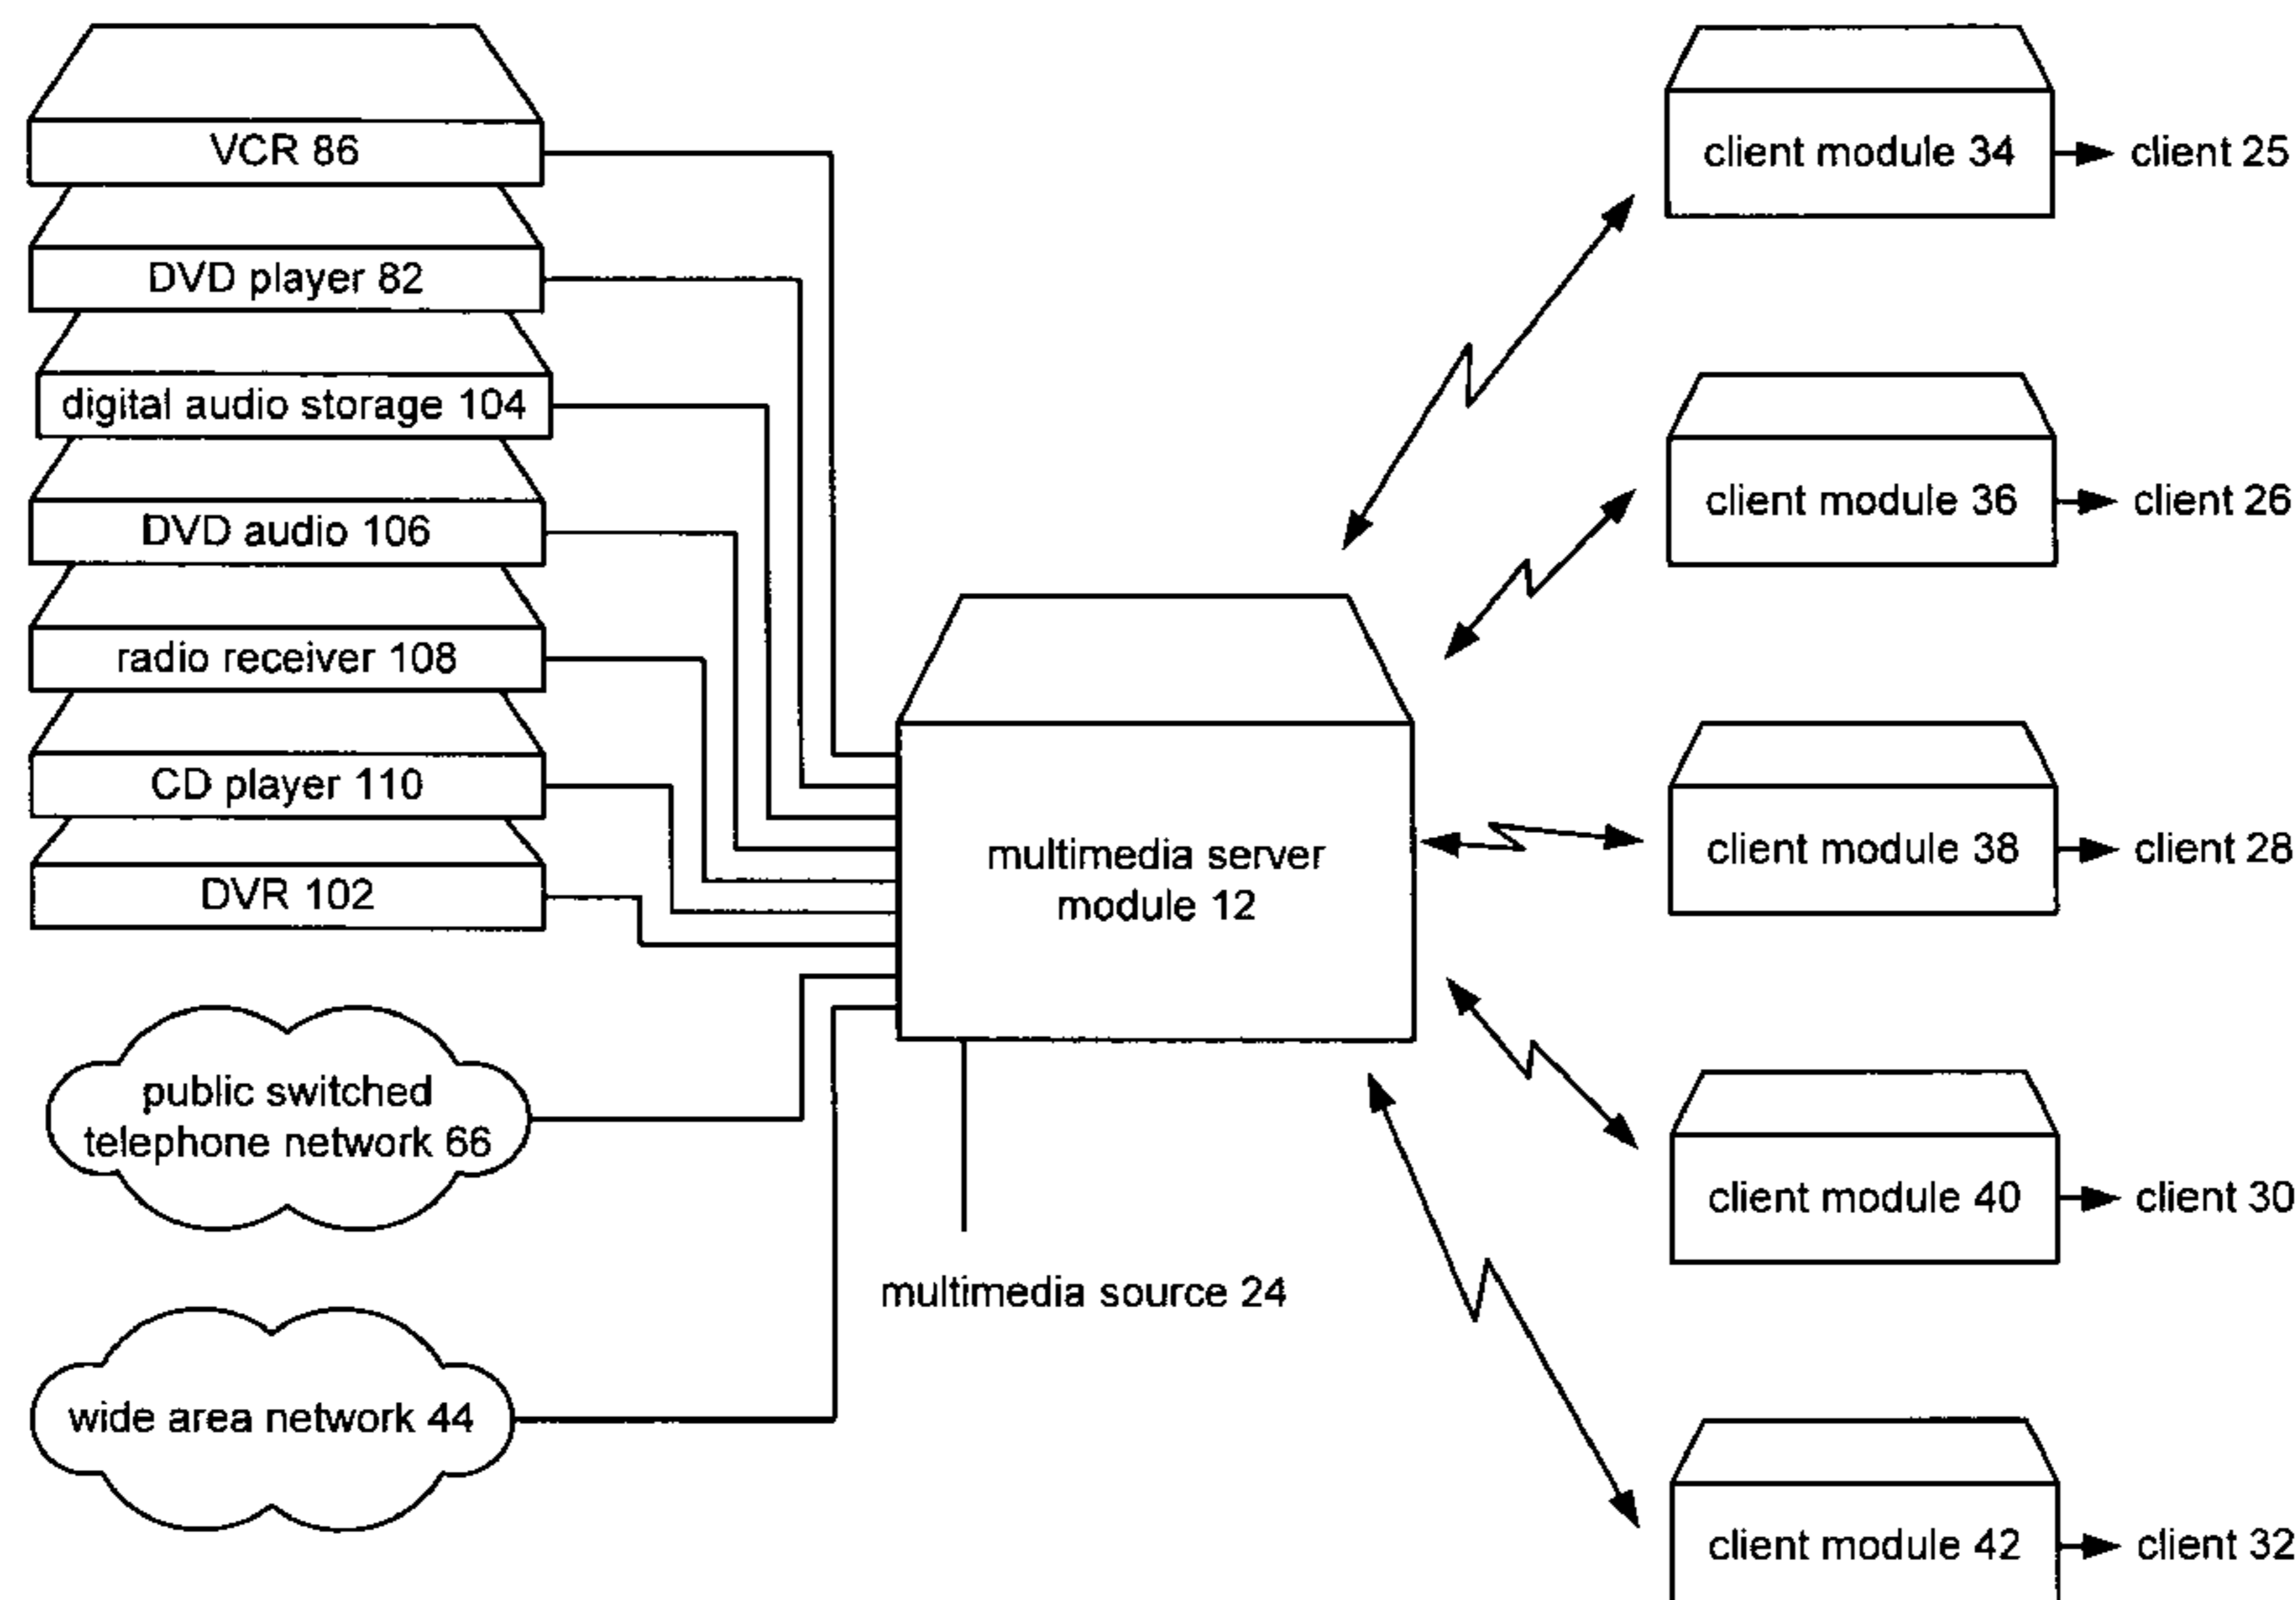 VCR 86
DVD player 82
digital audio storage 104
DVD audio 106
radio receiver 108
CD player 110
DVR 102
public switched
telephone network 66
wide area network 44
multimedia server
module 12
multimedia source 24
client module 34
client 25
client module 36
client 26
client module 38
client 28
client module 40
client 30
client module 42
client 32